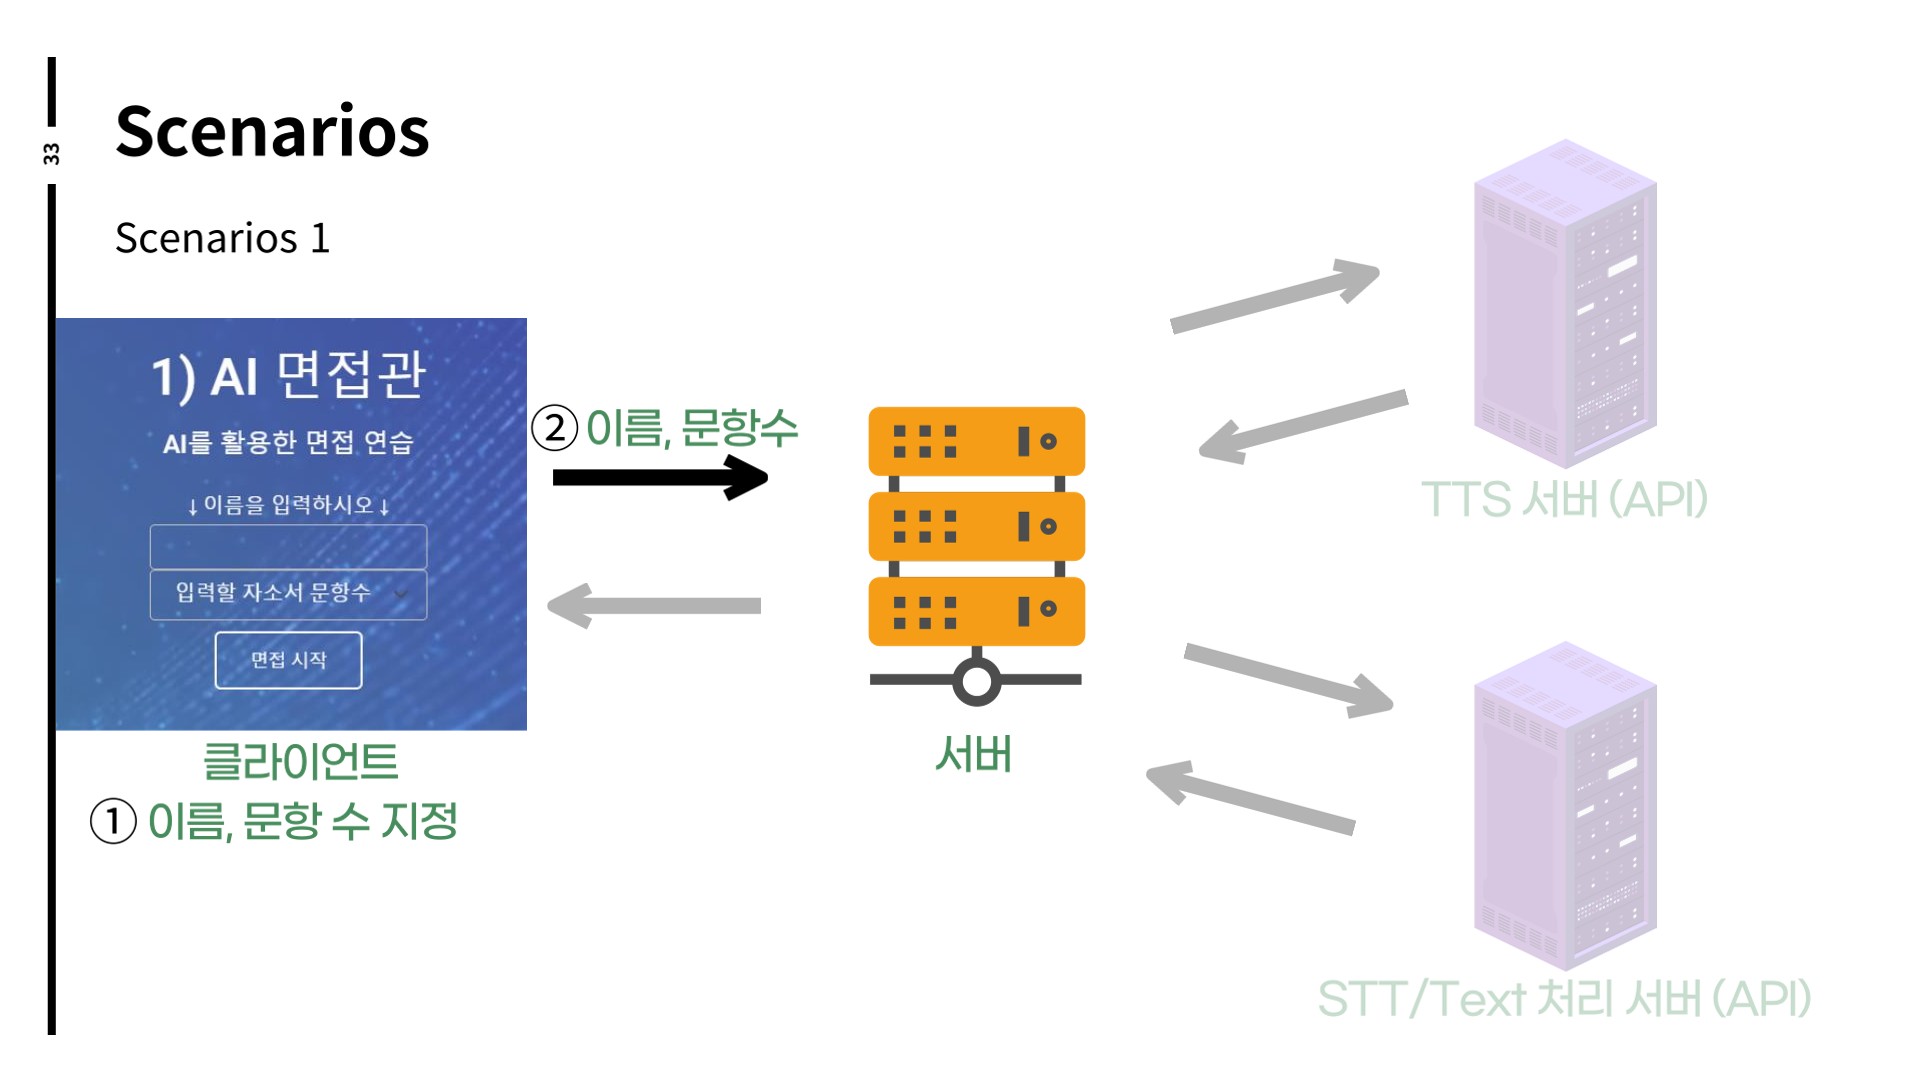 33
Scenarios
Scenarios 1
1) AI 면접관
AI를 활용한 면접 연습
↓ 이름을 입력하시오 ↓
입력할 자소서 문항수
면접 시작
클라이언트
① 이름, 문항 수 지정
② 이름, 문항수
서버
TTS 서버 (API)
STT/Text 처리 서버 (API)